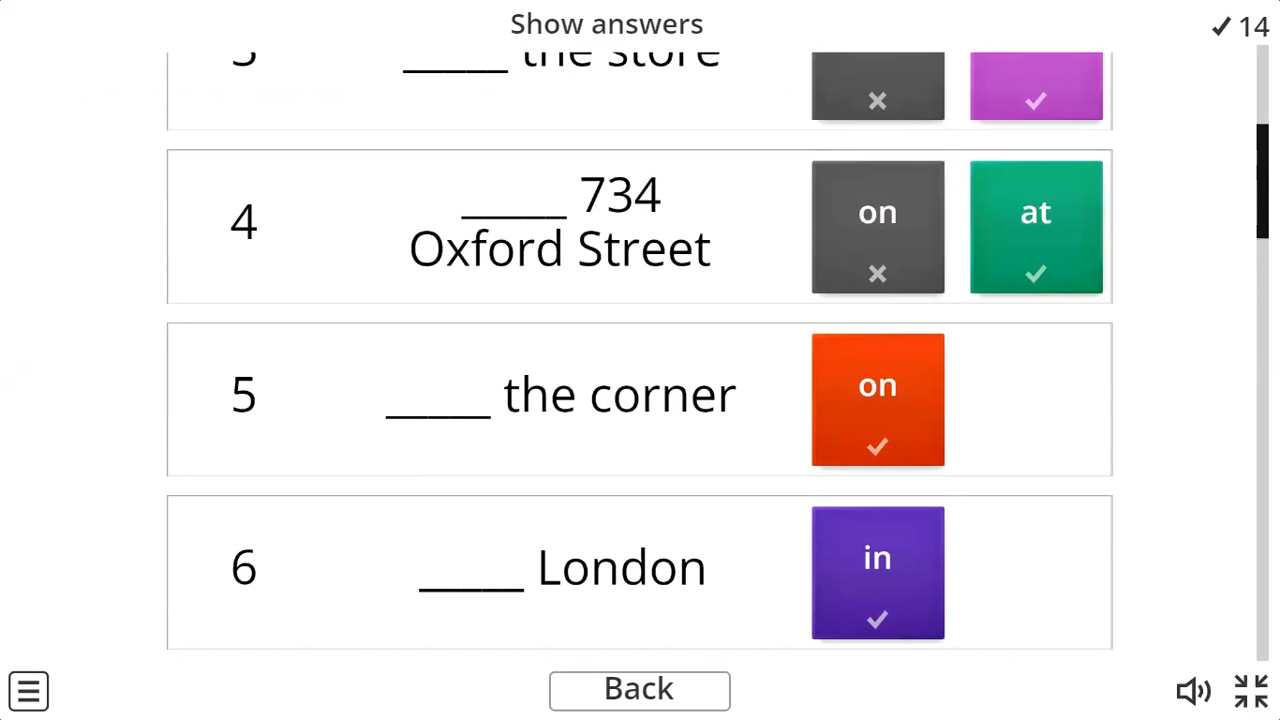 Show answers
✓ 14
_____ the store
4
_____ 734
Oxford Street
on
at
5
_____ the corner
on
6
_____ London
in
Back